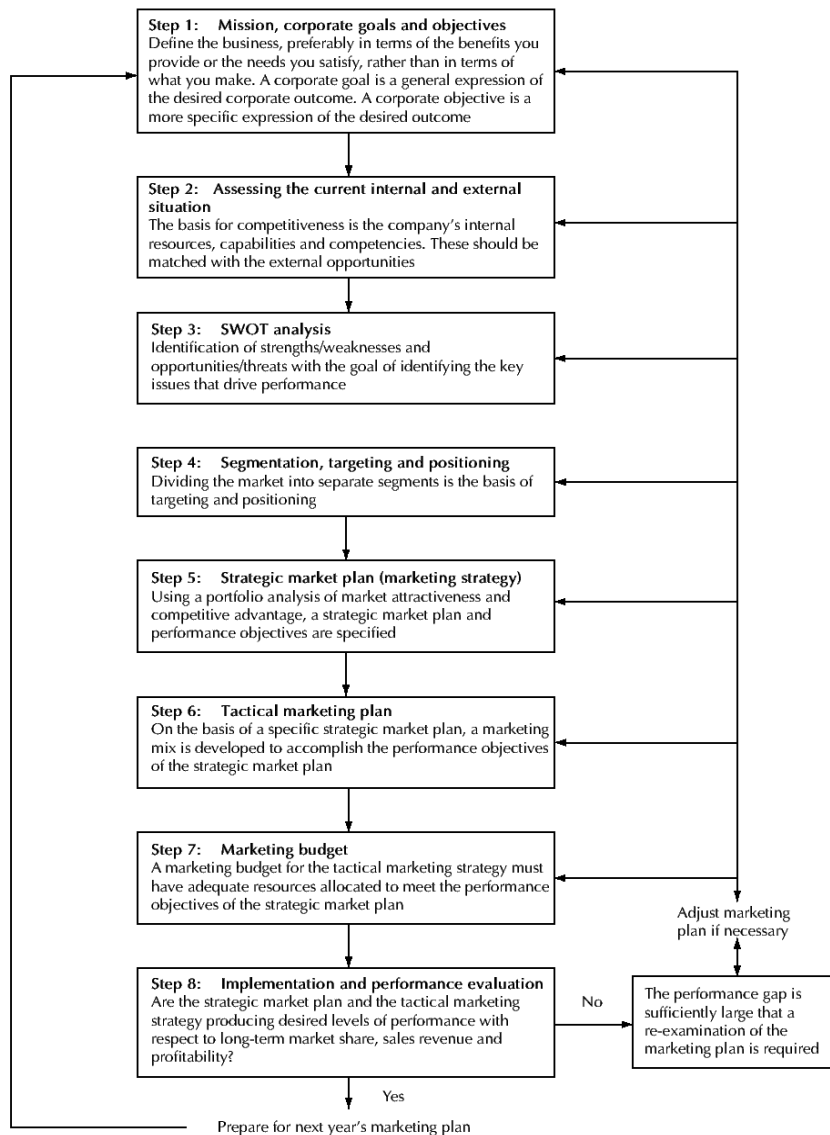 Step 1: Mission, corporate goals and objectives
Define the business, preferably in terms of the benefits you
provide or the needs you satisfy, rather than in terms of
what you make. A corporate goal is a general expression of
the desired corporate outcome. A corporate objective is a
more specific expression of the desired outcome
Step 2: Assessing the current internal and external
situation
The basis for competitiveness is the company's internal
resources, capabilities and competencies. These should be
matched with the external opportunities
Step 3: SWOT analysis
Identification of strengths/weaknesses and
opportunities/threats with the goal of identifying the key
issues that drive performance
Step 4: Segmentation, targeting and positioning
Dividing the market into separate segments is the basis of
targeting and positioning
Step 5: Strategic market plan (marketing strategy)
Using a portfolio analysis of market attractiveness and
competitive advantage, a strategic market plan and
performance objectives are specified
Step 6: Tactical marketing plan
On the basis of a specific strategic market plan, a marketing
mix is developed to accomplish the performance objectives
of the strategic market plan
Step 7: Marketing budget
A marketing budget for the tactical marketing strategy must
have adequate resources allocated to meet the performance
objectives of the strategic market plan
Adjust marketing
plan if necessary
Step 8: Implementation and performance evaluation
Are the strategic market plan and the tactical marketing
strategy producing desired levels of performance with
respect to long-term market share, sales revenue and
profitability?
No
The performance gap is
sufficiently large that a
re-examination of the
marketing plan is required
Yes
Prepare for next year's marketing plan